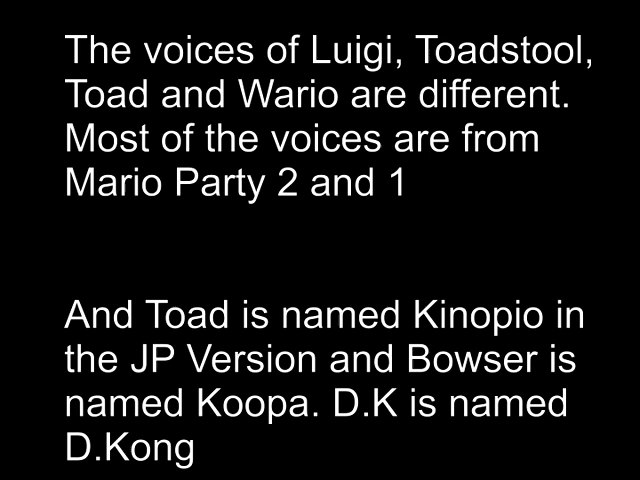 The voices of Luigi, Toadstool,
Toad and Wario are different.
Most of the voices are from
Mario Party 2 and 1
And Toad is named Kinopio in
the JP Version and Bowser is
named Koopa. D.K is named
D.Kong